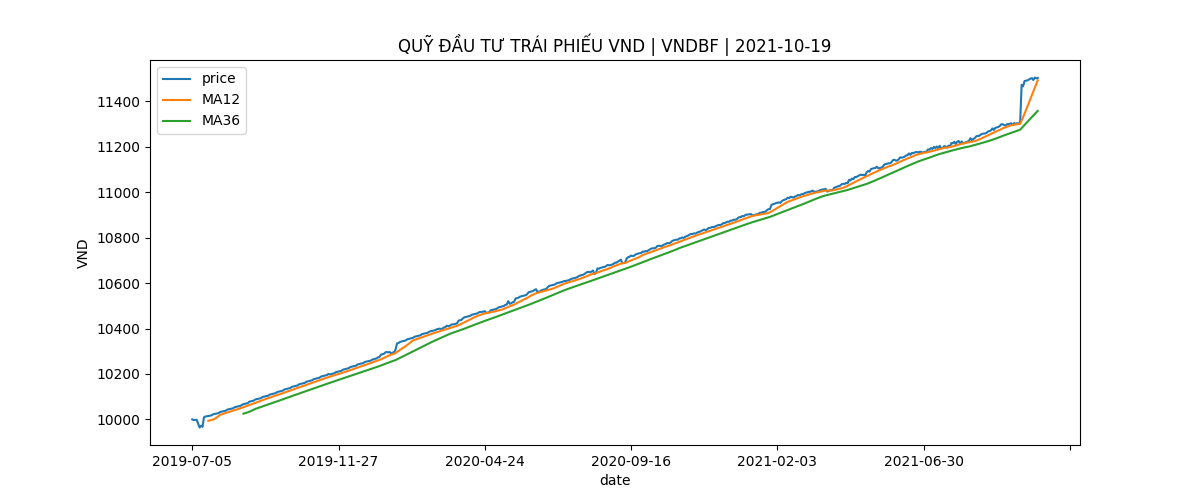 QUỸ ĐẦU TƯ TRÁI PHIẾU VND | VNDBF | 2021-10-19
price
MA12
MA36
VND
11400
11200
11000
10800
10600
10400
10200
10000
2019-07-05
2019-11-27
2020-04-24
2020-09-16
2021-02-03
2021-06-30
date